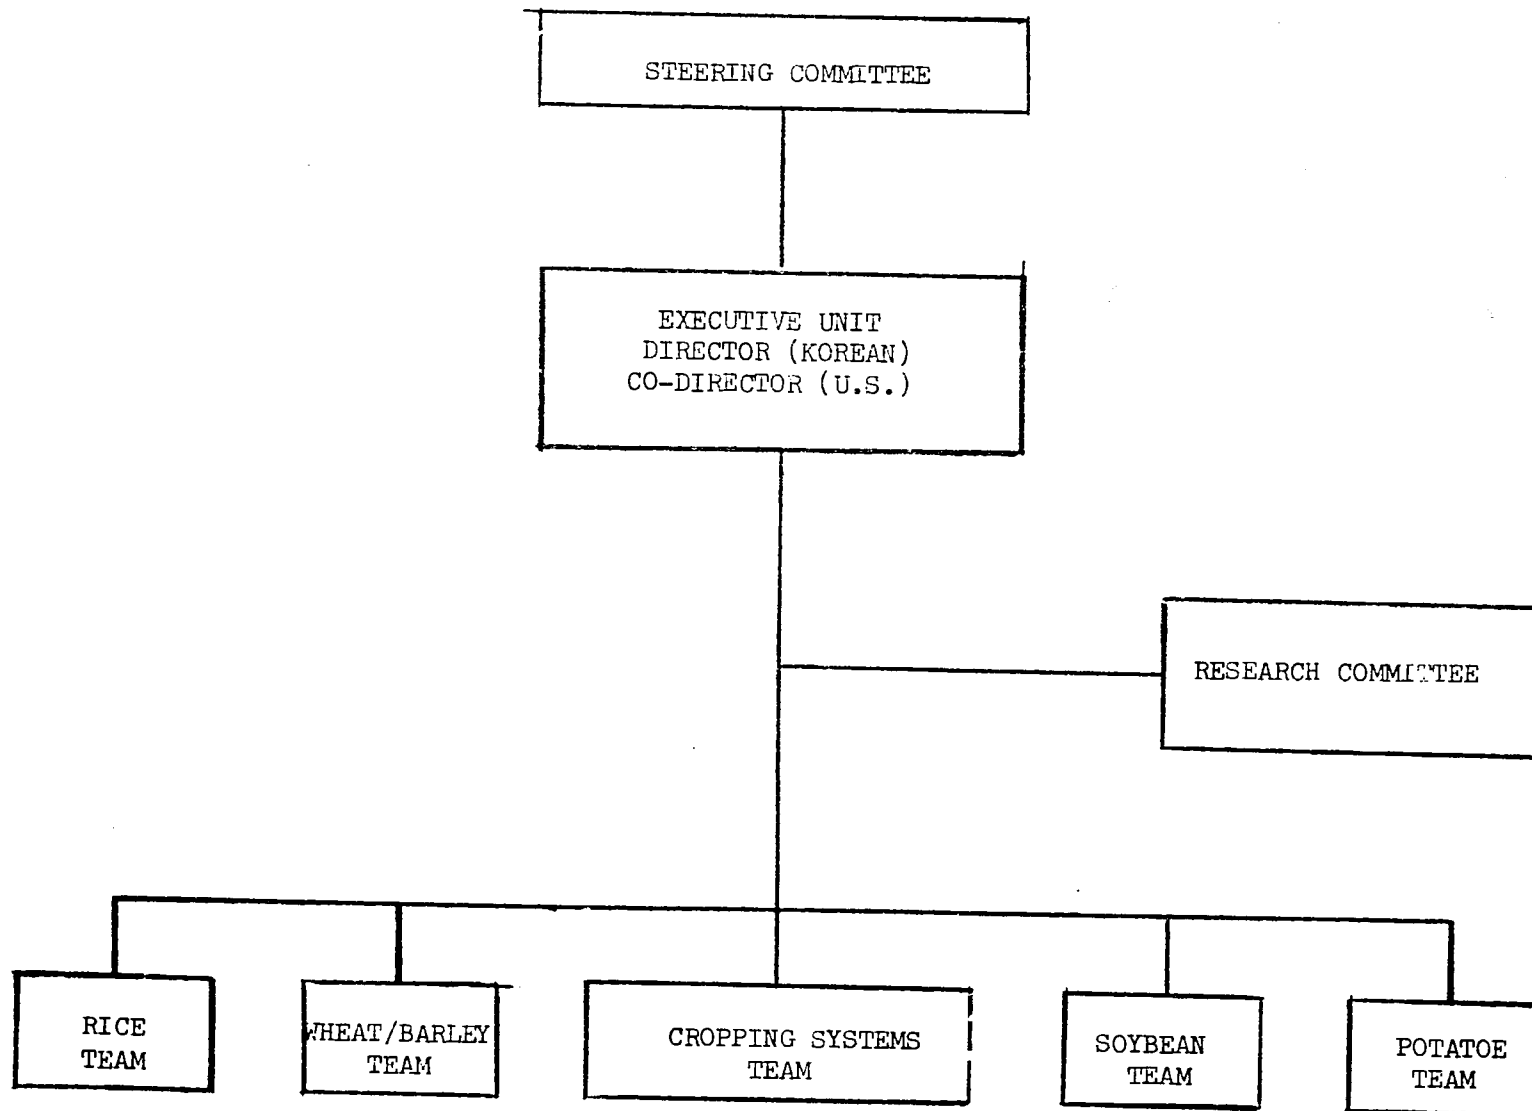 STEERING COMMITTEE
EXECUTIVE UNIT
DIRECTOR (KOREAN)
CO-DIRECTOR (U.S.)
RESEARCH COMMITTEE
RICE
TEAM
WHEAT/BARLEY
TEAM
CROPPING SYSTEMS
TEAM
SOYBEAN
TEAM
POTATOE
TEAM